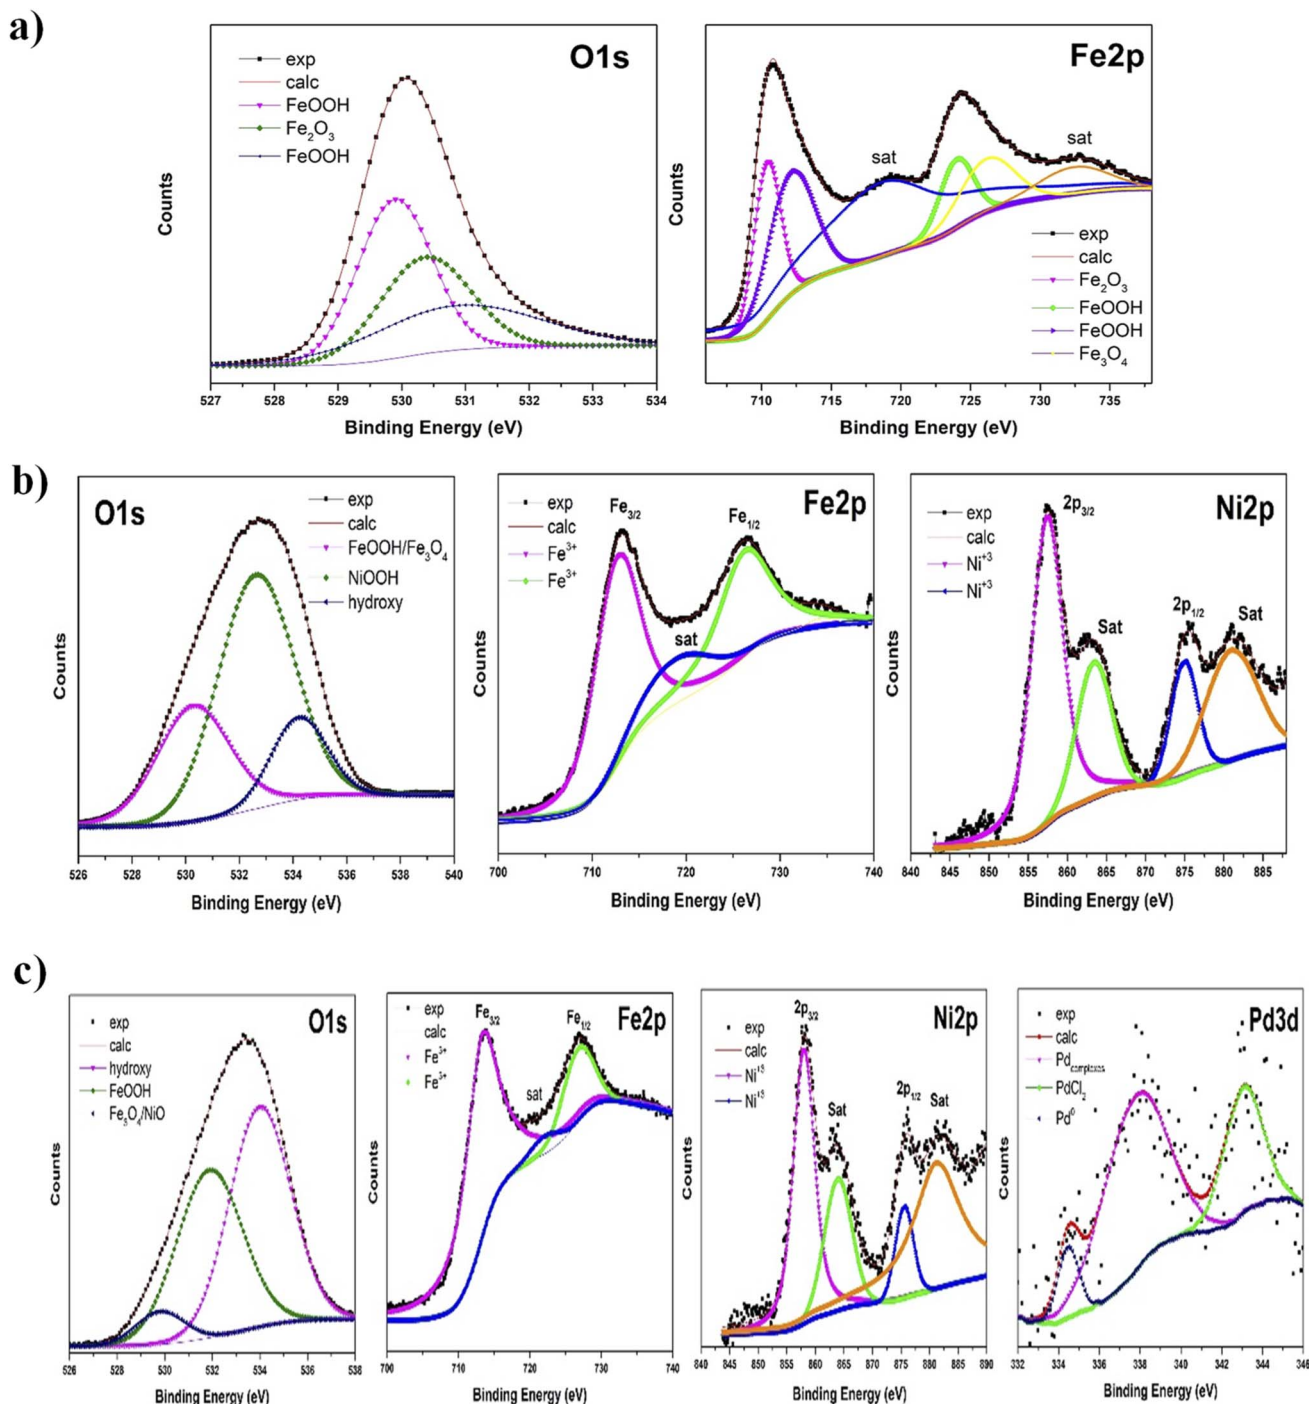 a)
O1s
exp
calc
FeOOH
Fe₂O₃
FeOOH
Counts
527 528 529 530 531 532 533 534
Binding Energy (eV)
Fe2p
sat
sat
exp
calc
Fe₂O₃
FeOOH
FeOOH
Fe₃O₄
Counts
710 715 720 725 730 735
Binding Energy (eV)
b)
O1s
exp
calc
FeOOH/Fe₃O₄
NiOOH
hydroxy
Counts
526 528 530 532 534 536 538 540
Binding Energy (eV)
Fe2p
exp
calc
Fe³⁺
Fe³⁺
Fe₃/₂
Fe₁/₂
sat
Counts
700 710 720 730 740
Binding Energy (eV)
Ni2p
2p₃/₂
exp
calc
Ni⁺³
Ni⁺³
Sat
2p₁/₂
Sat
Counts
840 845 850 855 860 865 870 875 880 885
Binding Energy (eV)
c)
O1s
exp
calc
hydroxy
FeOOH
Fe₃O₄/NiO
Counts
526 528 530 532 534 536 538
Binding Energy (eV)
Fe2p
exp
calc
Fe³⁺
Fe³⁺
Fe₃/₂
Fe₁/₂
sat
Counts
700 710 720 730 740
Binding Energy (eV)
Ni2p
2p₃/₂
exp
calc
Ni⁺³
Ni⁺³
Sat
2p₁/₂
Sat
Counts
840 845 850 855 860 865 870 875 880 885 890
Binding Energy (eV)
Pd3d
exp
calc
Pd complexes
PdCl₂
Pd⁰
Counts
332 334 336 338 340 342 344 346
Binding Energy (eV)